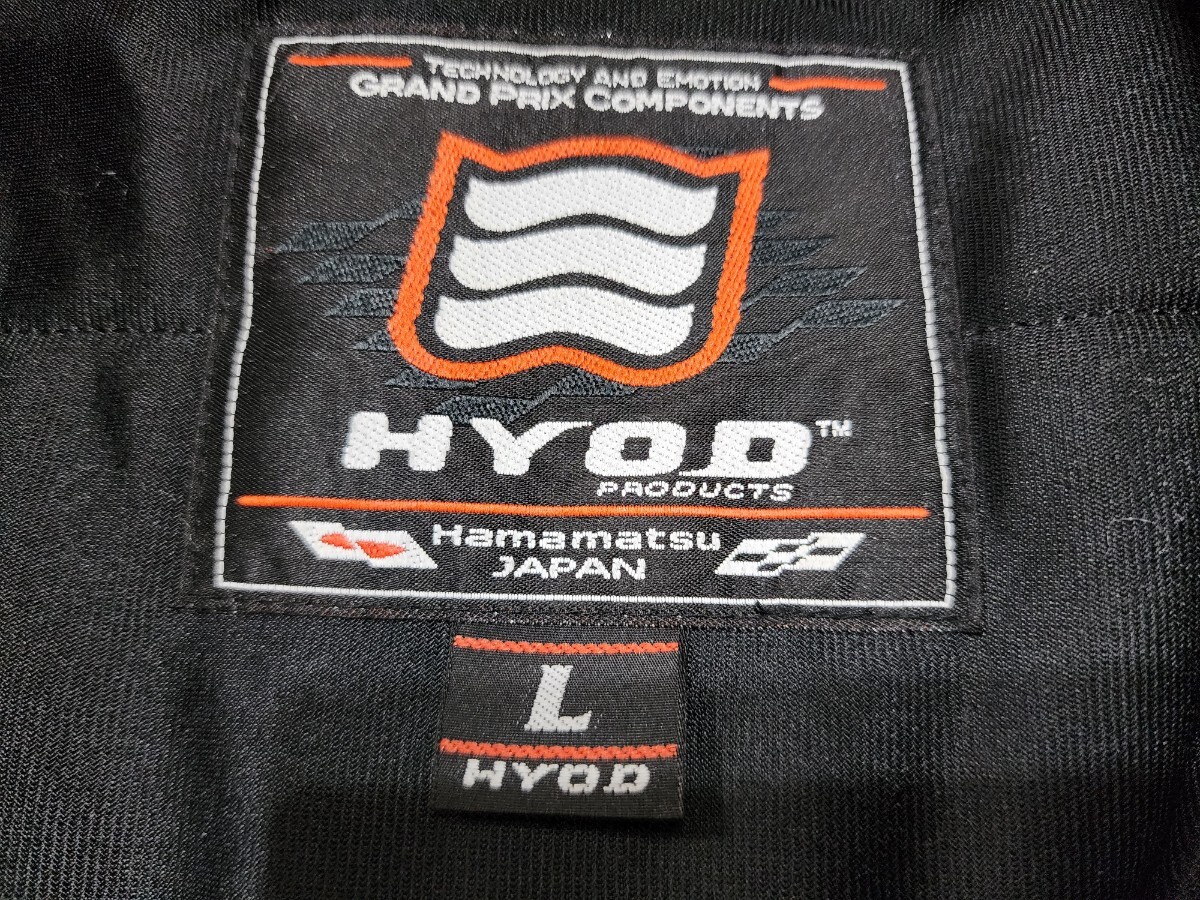 TECHNOLOGY AND EMOTION
GRAND PRIX COMPONENTS
HYOD™
PRODUCTS
Hamamatsu
JAPAN
L
HYOD